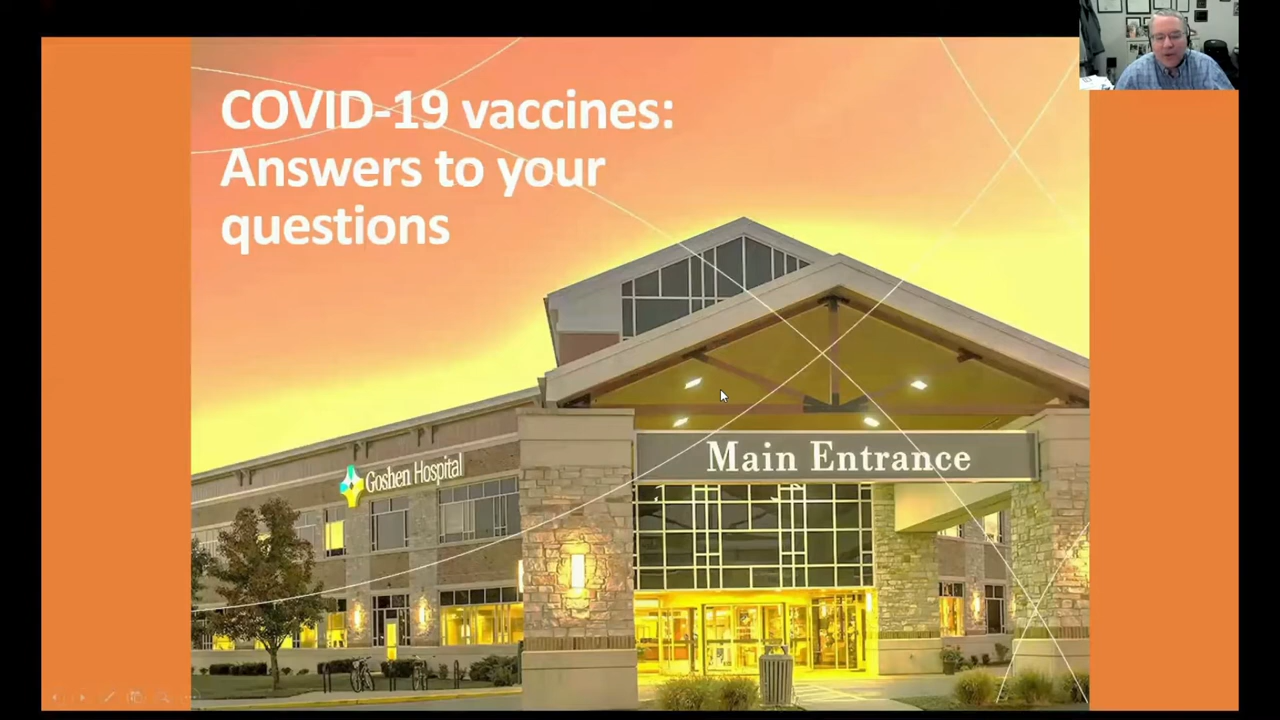 COVID-19 vaccines:
Answers to your
questions
Goshen Hospital
Main Entrance